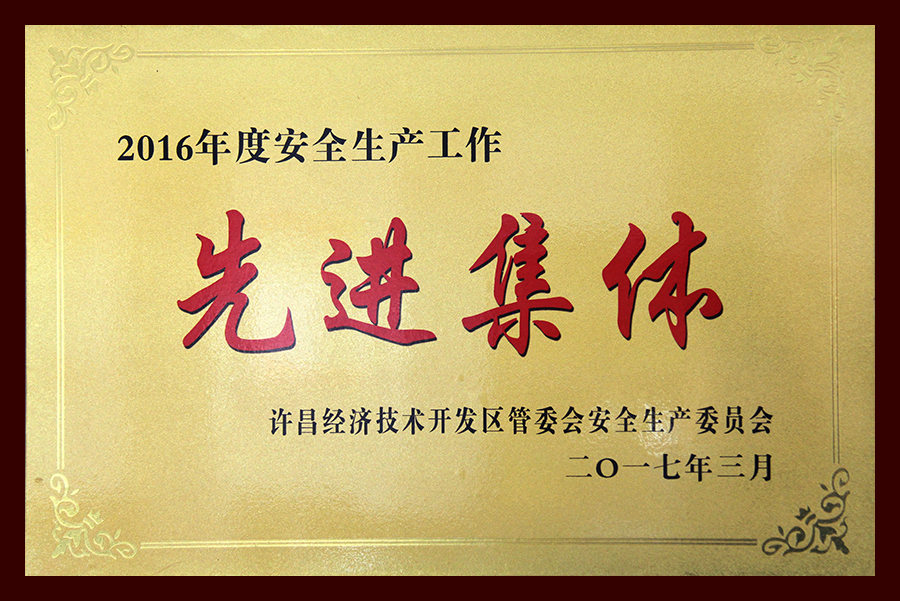 2016年度安全生产工作
先进集体
许昌经济技术开发区管委会安全生产委员会
二〇一七年三月